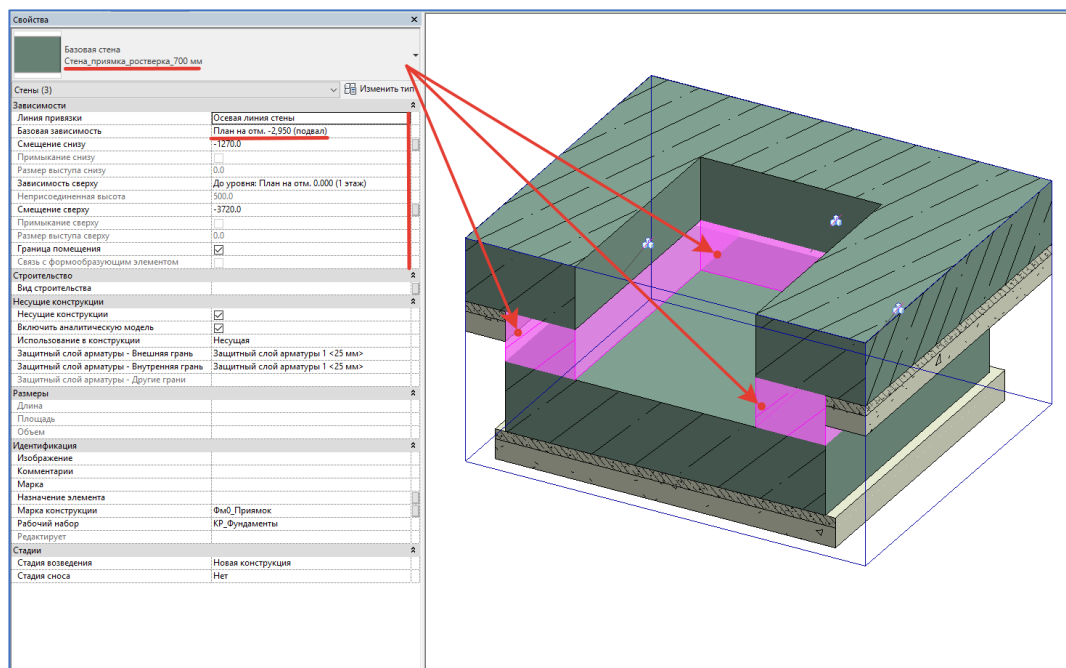 Свойства
Базовая стена
Стена_приямка_ростверка_700 мм
Стены (3) Изменить тип
Зависимости
Линия привязки Осевая линия стены
Базовая зависимость План на отм. -2,950 (подвал)
Смещение снизу -1270.0
Примыкание снизу
Размер выступа снизу 0.0
Зависимость сверху До уровня: План на отм. 0.000 (1 этаж)
Неприсоединенная высота 500.0
Смещение сверху -3720.0
Примыкание сверху
Размер выступа сверху 0.0
Граница помещения
Связь с формообразующим элементом
Строительство
Вид строительства
Несущие конструкции
Несущие конструкции
Включить аналитическую модель
Использование в конструкции Несущая
Защитный слой арматуры - Внешняя грань Защитный слой арматуры 1 <25 мм>
Защитный слой арматуры - Внутренняя грань Защитный слой арматуры 1 <25 мм>
Защитный слой арматуры - Другие грани
Размеры
Длина
Площадь
Объем
Идентификация
Изображение
Комментарии
Марка
Назначение элемента
Марка конструкции Фм0_Приямок
Рабочий набор КР_Фундаменты
Редактирует
Стадии
Стадия возведения Новая конструкция
Стадия сноса Нет